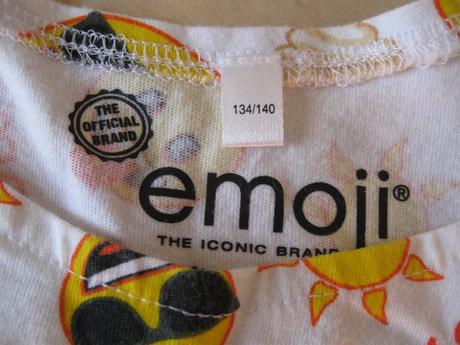 THE
OFFICIAL
BRAND
134/140
emoji®
THE ICONIC BRAND